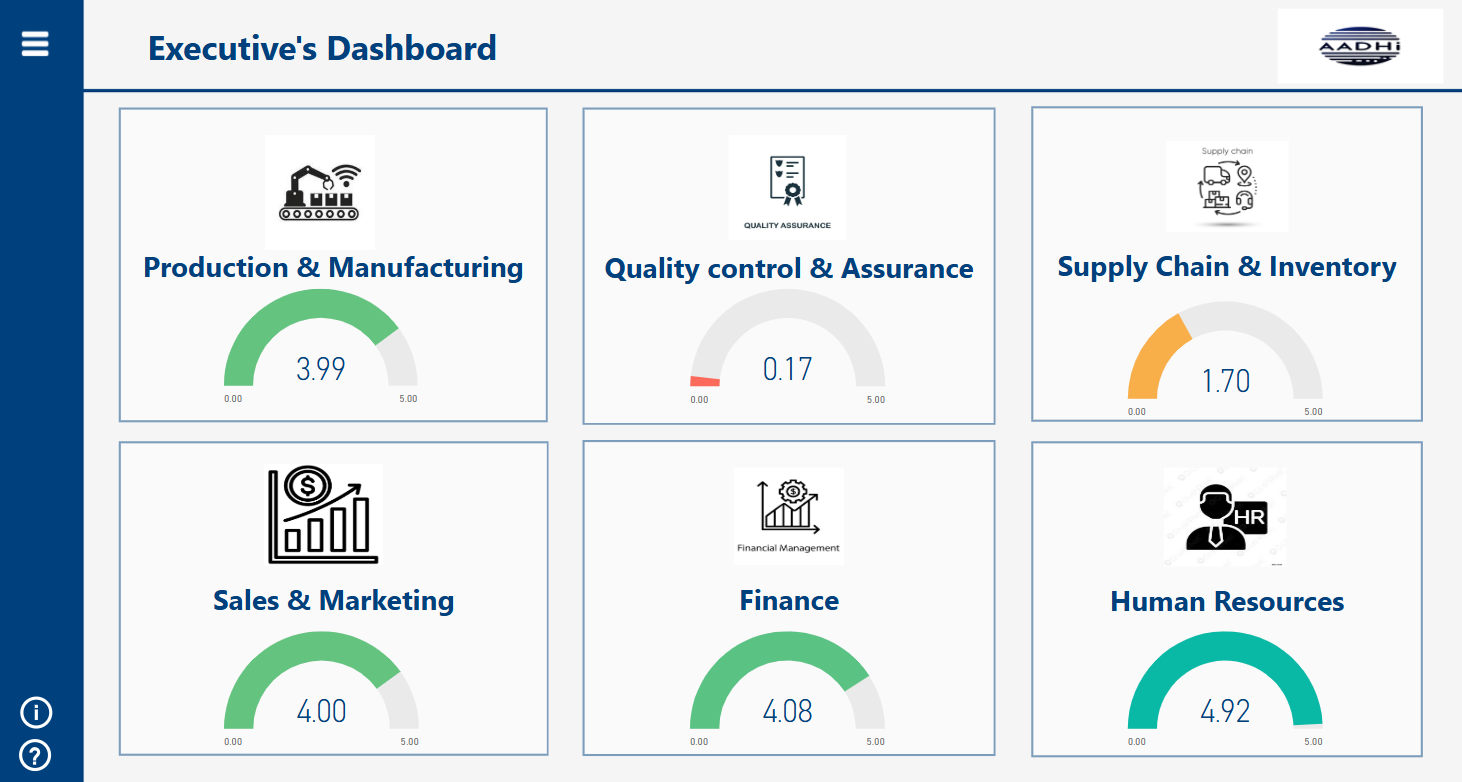 Executive's Dashboard
AADHi
Production & Manufacturing
3.99
0.00 5.00
QUALITY ASSURANCE
Quality control & Assurance
0.17
0.00 5.00
Supply chain
Supply Chain & Inventory
1.70
0.00 5.00
$
Sales & Marketing
4.00
0.00 5.00
$
Financial Management
Finance
4.08
0.00 5.00
HR
Human Resources
4.92
0.00 5.00
i
?